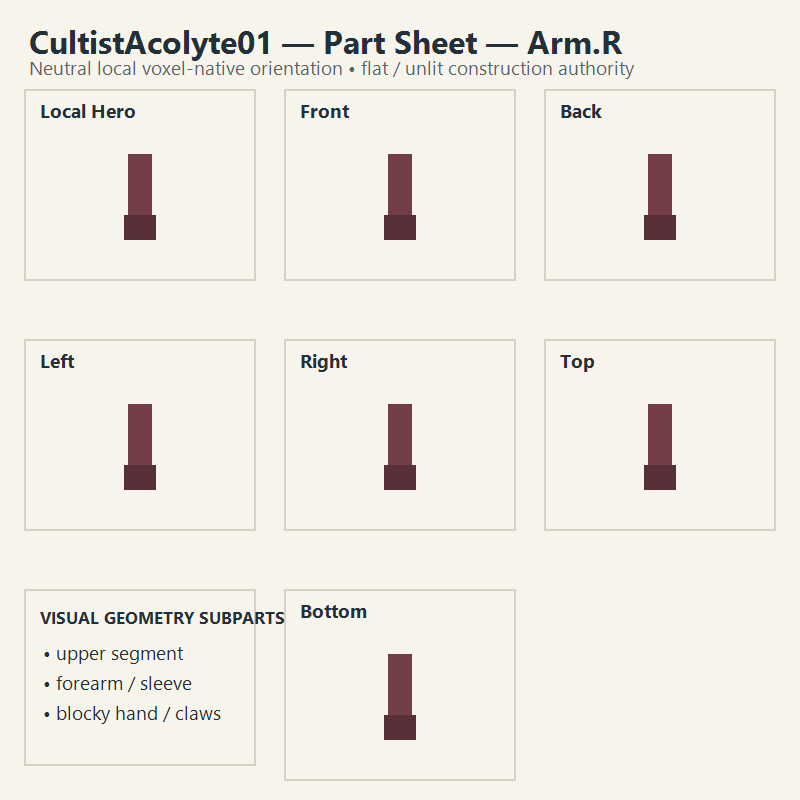 CultistAcolyte01 — Part Sheet — Arm.R
Neutral local voxel-native orientation • flat / unlit construction authority
Local Hero
Front
Back
Left
Right
Top
VISUAL GEOMETRY SUBPARTS
• upper segment
• forearm / sleeve
• blocky hand / claws
Bottom